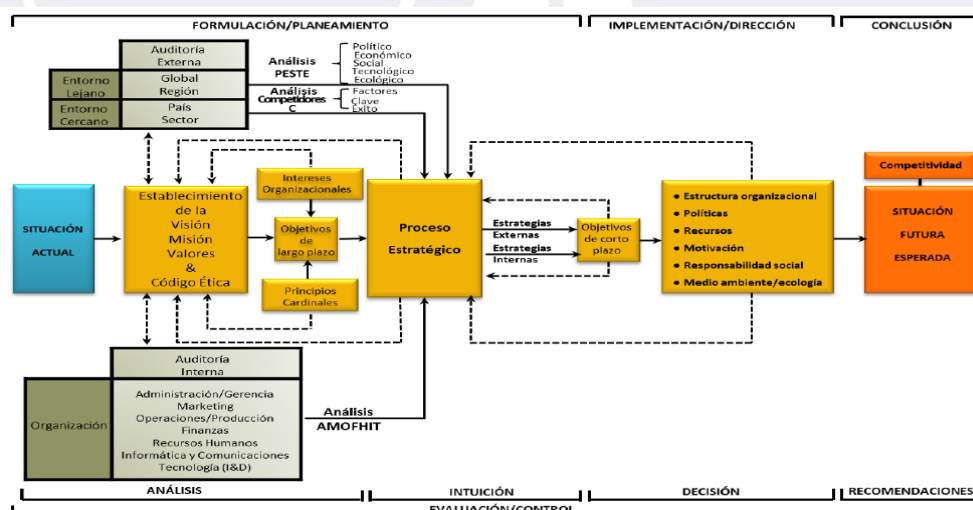 FORMULACIÓN/PLANEAMIENTO
IMPLEMENTACIÓN/DIRECCIÓN
CONCLUSIÓN
Auditoría
Externa
Entorno
Lejano
Global
Región
Entorno
Cercano
País
Sector
Análisis
PESTE
Político
Económico
Social
Tecnológico
Ecológico
Análisis
Competidores
C
Factores
Clave
Éxito
SITUACIÓN
ACTUAL
Establecimiento
de la
Visión
Misión
Valores
&
Código Ética
Intereses
Organizacionales
Objetivos de
largo plazo
Principios
Cardinales
Proceso
Estratégico
Estrategias
Externas
Estrategias
Internas
Objetivos
de corto
plazo
• Estructura organizacional
• Políticas
• Recursos
• Motivación
• Responsabilidad social
• Medio ambiente/ecología
Competitividad
SITUACIÓN
FUTURA
ESPERADA
Auditoría
Interna
Organización
Administración/Gerencia
Marketing
Operaciones/Producción
Finanzas
Recursos Humanos
Informática y Comunicaciones
Tecnología (I&D)
Análisis
AMOFHIT
ANÁLISIS
INTUICIÓN
DECISIÓN
RECOMENDACIONES
EVALUACIÓN/CONTROL